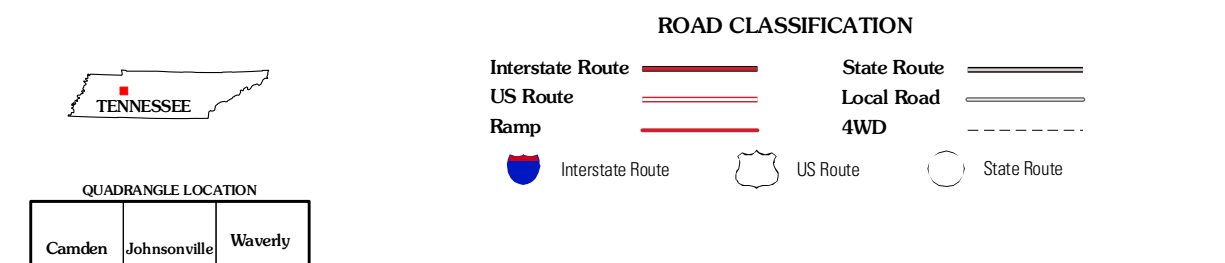 ROAD CLASSIFICATION
Interstate Route
State Route
US Route
Local Road
Ramp
4WD
Interstate Route
US Route
State Route
TENNESSEE
QUADRANGLE LOCATION
Camden
Johnsonville
Waverly